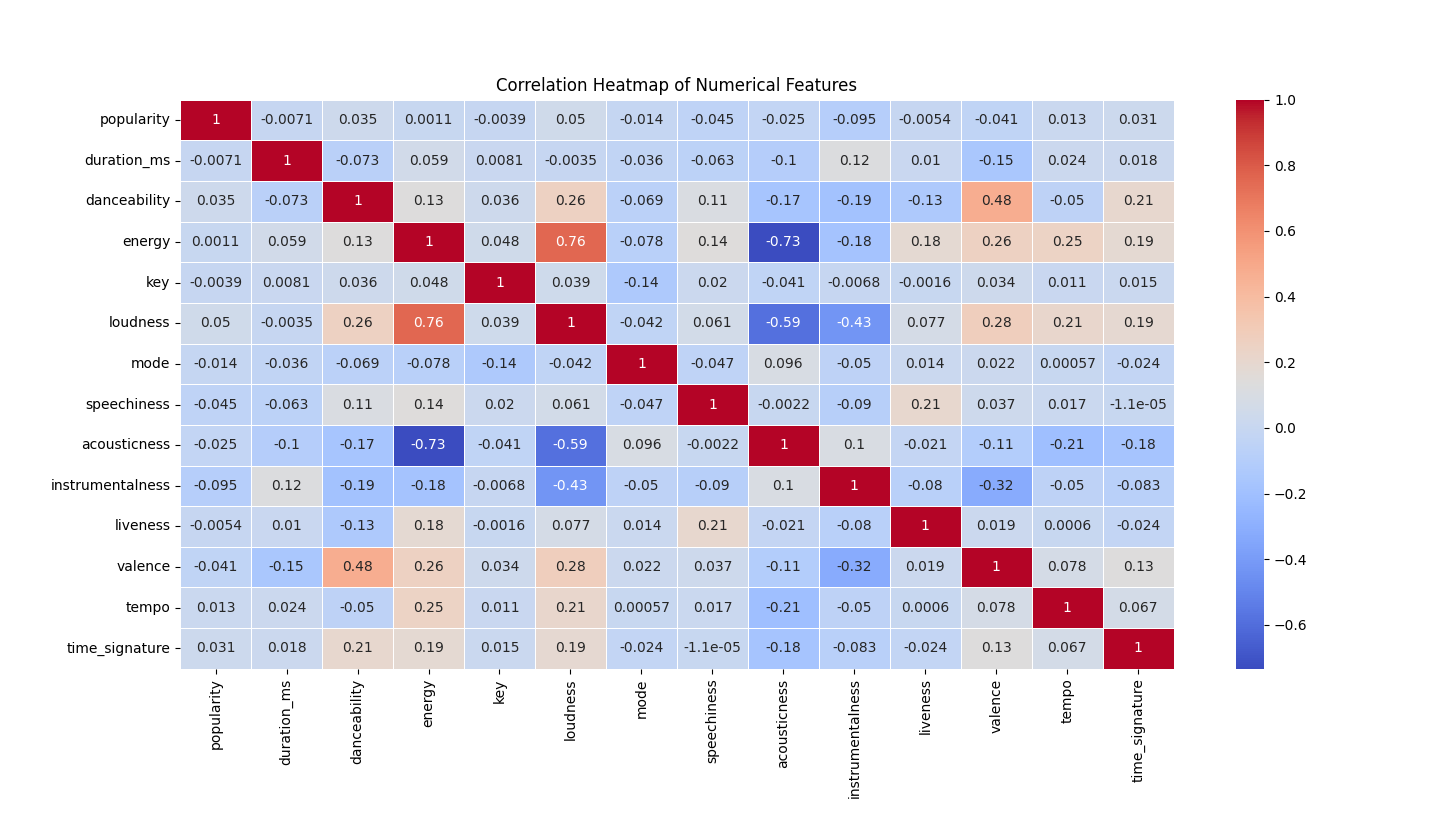 Correlation Heatmap of Numerical Features
popularity 1 -0.0071 0.035 0.0011 -0.0039 0.05 -0.014 -0.045 -0.025 -0.095 -0.0054 -0.041 0.013 0.031
duration_ms -0.0071 1 -0.073 0.059 0.0081 -0.0035 -0.036 -0.063 -0.1 0.12 0.01 -0.15 0.024 0.018
danceability 0.035 -0.073 1 0.13 0.036 0.26 -0.069 0.11 -0.17 -0.19 -0.13 0.48 -0.05 0.21
energy 0.0011 0.059 0.13 1 0.048 0.76 -0.078 0.14 -0.73 -0.18 0.18 0.26 0.25 0.19
key -0.0039 0.0081 0.036 0.048 1 0.039 -0.14 0.02 -0.041 -0.0068 -0.0016 0.034 0.011 0.015
loudness 0.05 -0.0035 0.26 0.76 0.039 1 -0.042 0.061 -0.59 -0.43 0.077 0.28 0.21 0.19
mode -0.014 -0.036 -0.069 -0.078 -0.14 -0.042 1 -0.047 0.096 -0.05 0.014 0.022 0.00057 -0.024
speechiness -0.045 -0.063 0.11 0.14 0.02 0.061 -0.047 1 -0.0022 -0.09 0.21 0.037 0.017 -1.1e-05
acousticness -0.025 -0.1 -0.17 -0.73 -0.041 -0.59 0.096 -0.0022 1 0.1 -0.021 -0.11 -0.21 -0.18
instrumentalness -0.095 0.12 -0.19 -0.18 -0.0068 -0.43 -0.05 -0.09 0.1 1 -0.08 -0.32 -0.05 -0.083
liveness -0.0054 0.01 -0.13 0.18 -0.0016 0.077 0.014 0.21 -0.021 -0.08 1 0.019 0.0006 -0.024
valence -0.041 -0.15 0.48 0.26 0.034 0.28 0.022 0.037 -0.11 -0.32 0.019 1 0.078 0.13
tempo 0.013 0.024 -0.05 0.25 0.011 0.21 0.00057 0.017 -0.21 -0.05 0.0006 0.078 1 0.067
time_signature 0.031 0.018 0.21 0.19 0.015 0.19 -0.024 -1.1e-05 -0.18 -0.083 -0.024 0.13 0.067 1
popularity
duration_ms
danceability
energy
key
loudness
mode
speechiness
acousticness
instrumentalness
liveness
valence
tempo
time_signature
1.0
0.8
0.6
0.4
0.2
0.0
−0.2
−0.4
−0.6